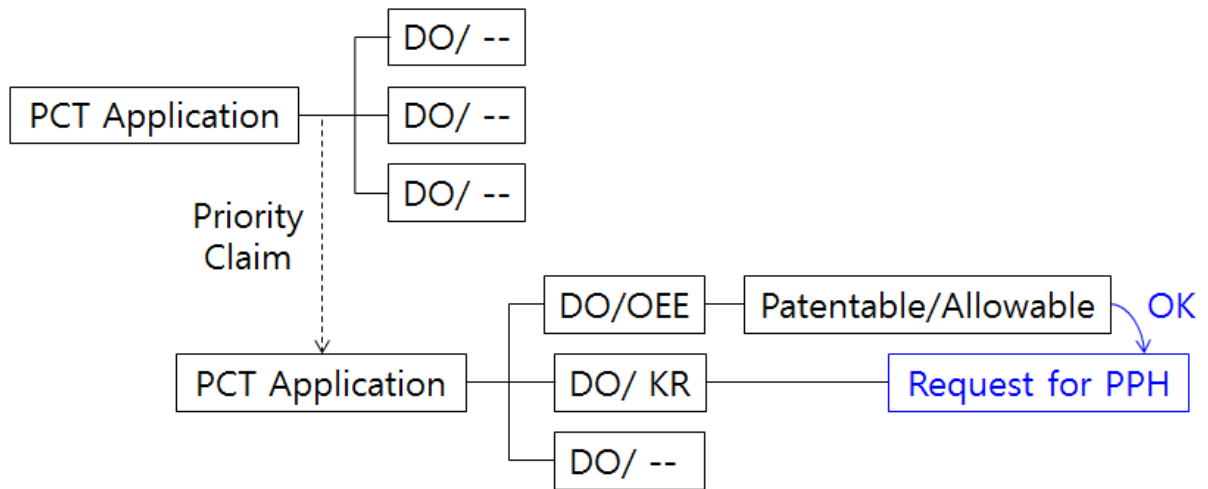 DO/ --
PCT Application
DO/ --
DO/ --
Priority
Claim
DO/OEE
Patentable/Allowable
OK
PCT Application
DO/ KR
Request for PPH
DO/ --